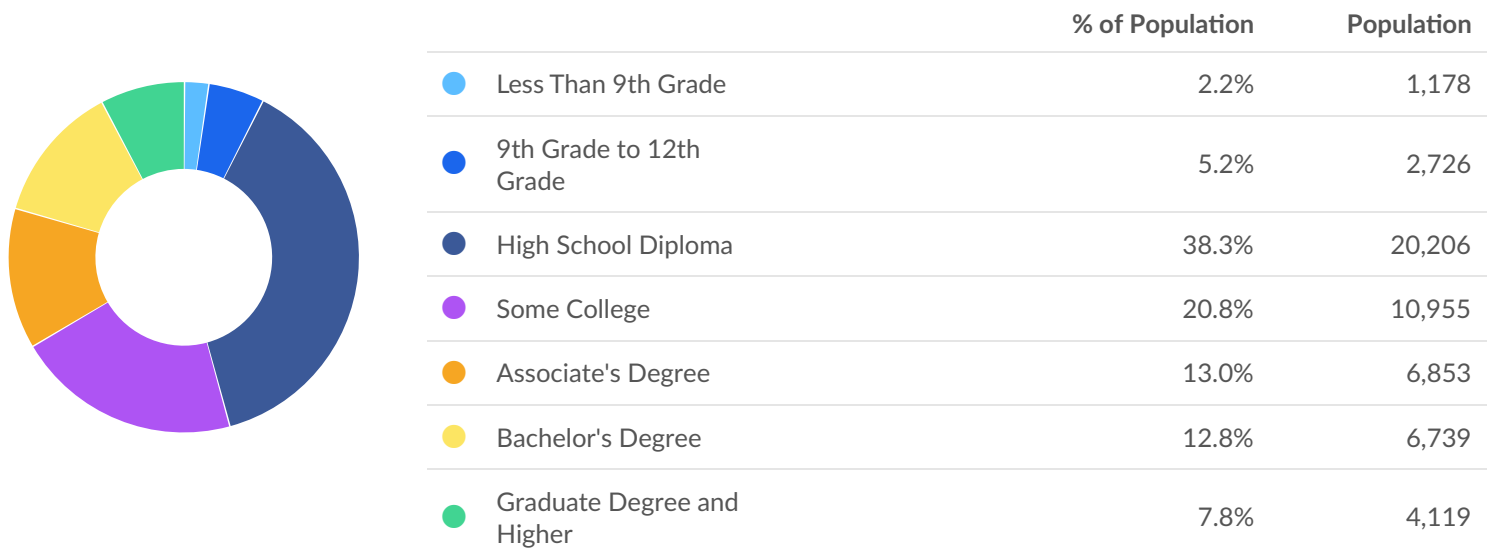 % of Population Population
Less Than 9th Grade 2.2% 1,178
9th Grade to 12th
Grade 5.2% 2,726
High School Diploma 38.3% 20,206
Some College 20.8% 10,955
Associate's Degree 13.0% 6,853
Bachelor's Degree 12.8% 6,739
Graduate Degree and
Higher 7.8% 4,119